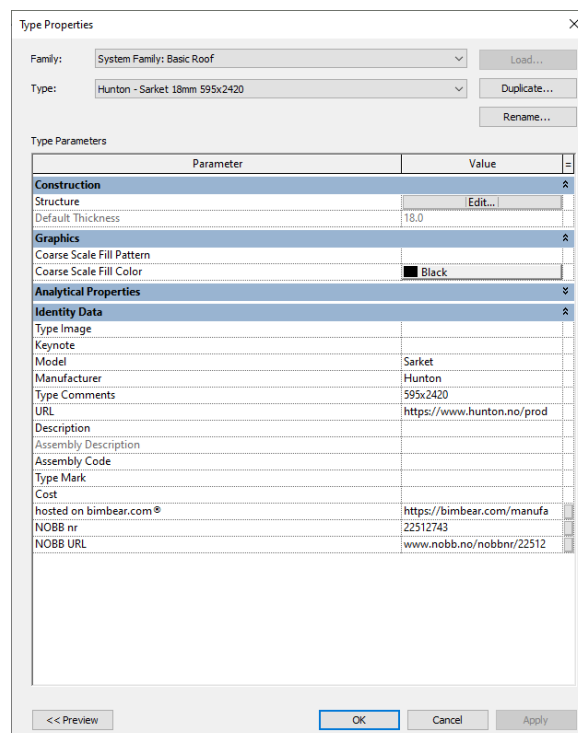 Type Properties
Family: System Family: Basic Roof Load...
Type: Hunton - Sarket 18mm 595x2420 Duplicate...
Rename...
Type Parameters
Parameter Value =
Construction
Structure Edit...
Default Thickness 18.0
Graphics
Coarse Scale Fill Pattern
Coarse Scale Fill Color Black
Analytical Properties
Identity Data
Type Image
Keynote
Model Sarket
Manufacturer Hunton
Type Comments 595x2420
URL https://www.hunton.no/prod
Description
Assembly Description
Assembly Code
Type Mark
Cost
hosted on bimbear.com® https://bimbear.com/manufa
NOBB nr 22512743
NOBB URL www.nobb.no/nobbnr/22512
<< Preview OK Cancel Apply